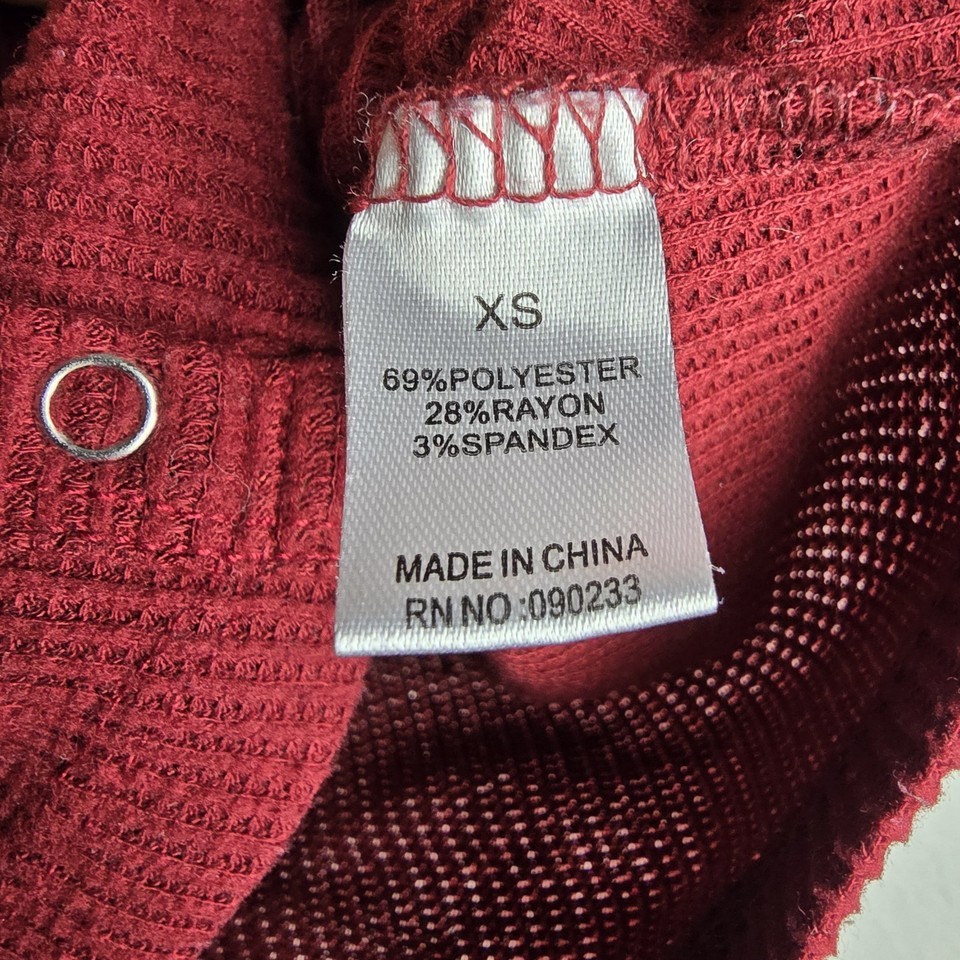 XS
69%POLYESTER
28%RAYON
3%SPANDEX
MADE IN CHINA
RN NO :090233